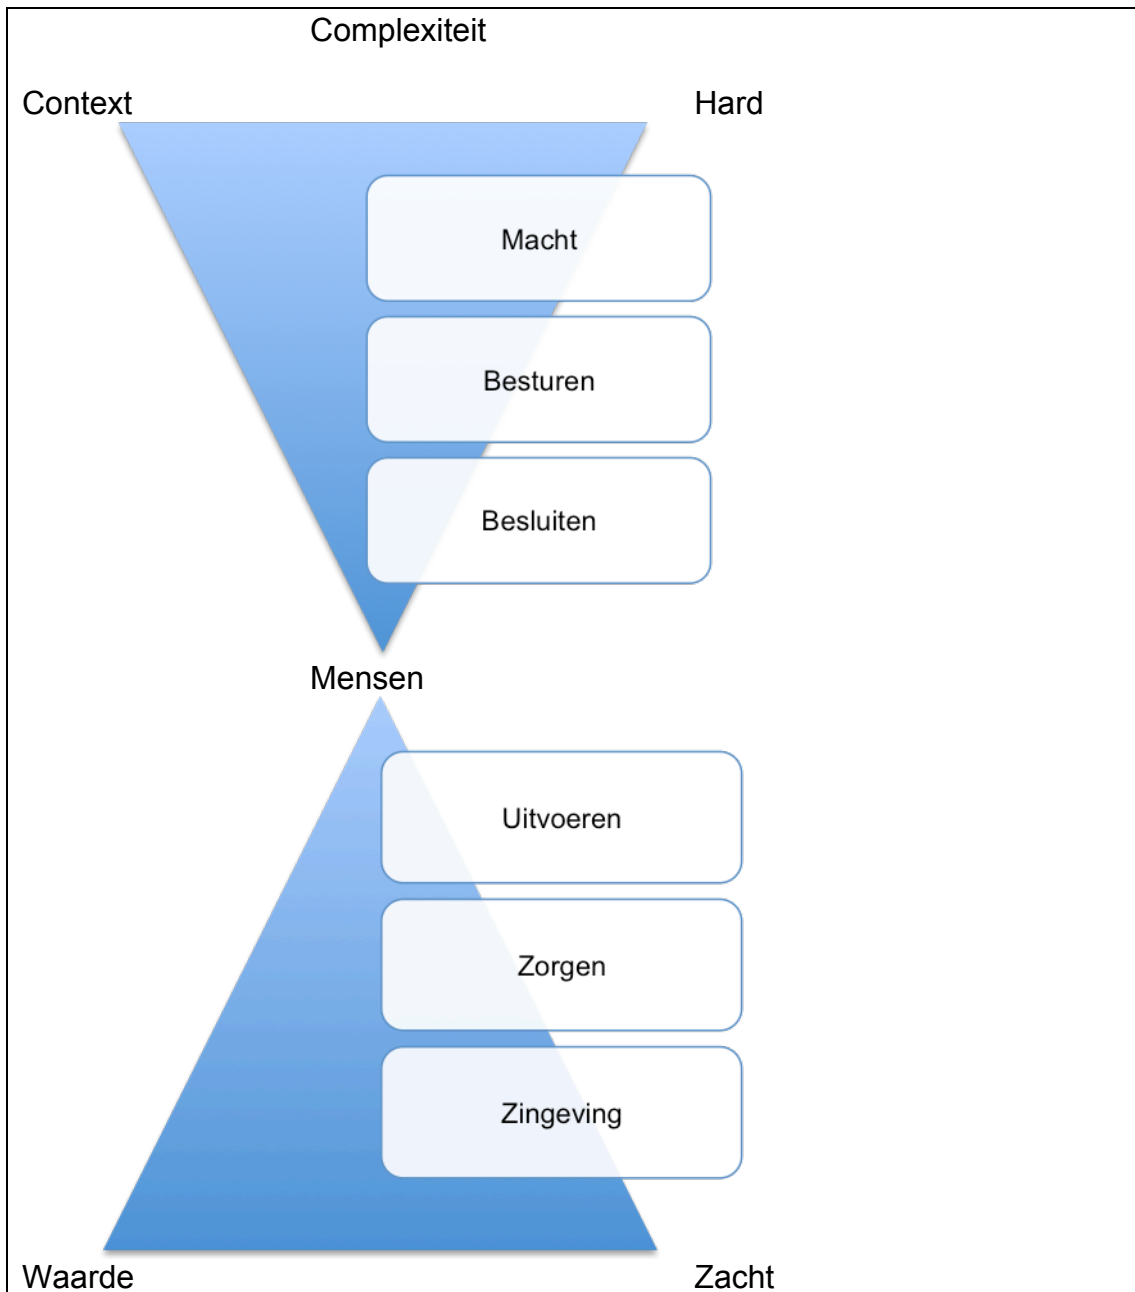 Complexiteit
Context Hard
Macht
Besturen
Besluiten
Mensen
Uitvoeren
Zorgen
Zingeving
Waarde Zacht